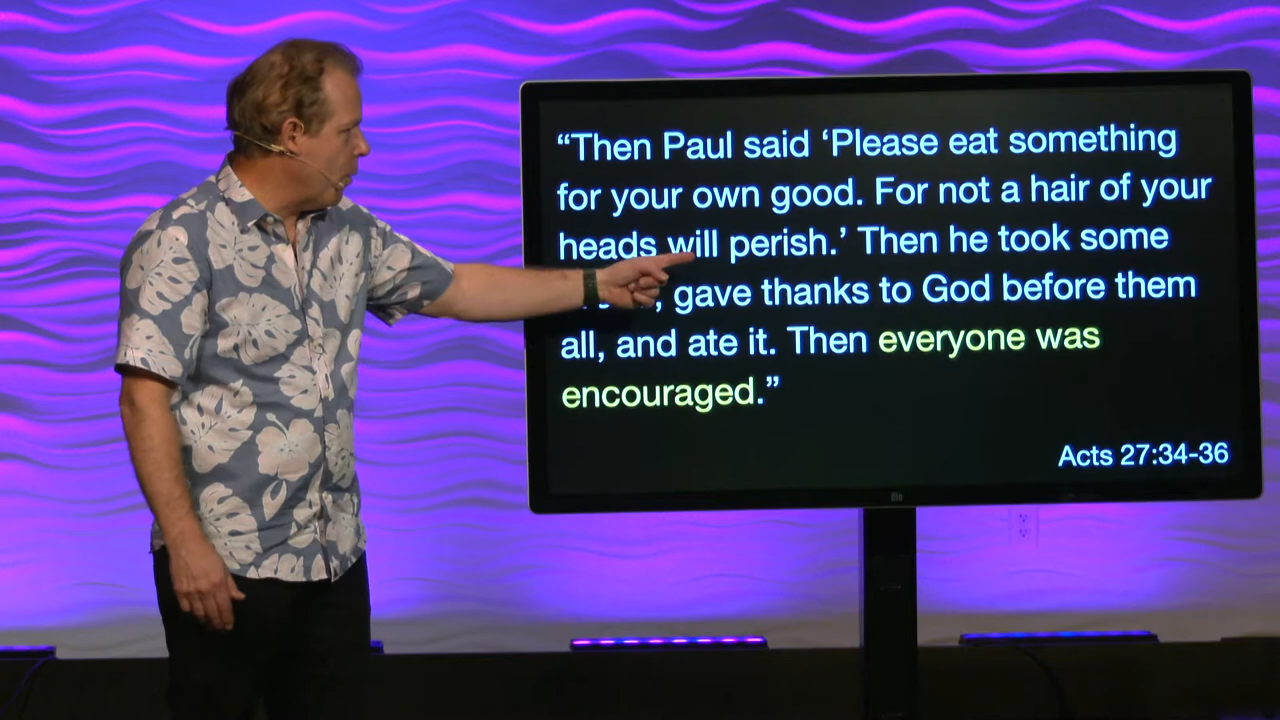 “Then Paul said ‘Please eat something
for your own good. For not a hair of your
heads will perish.’ Then he took some
, gave thanks to God before them
all, and ate it. Then everyone was
encouraged.”
Acts 27:34-36
elo